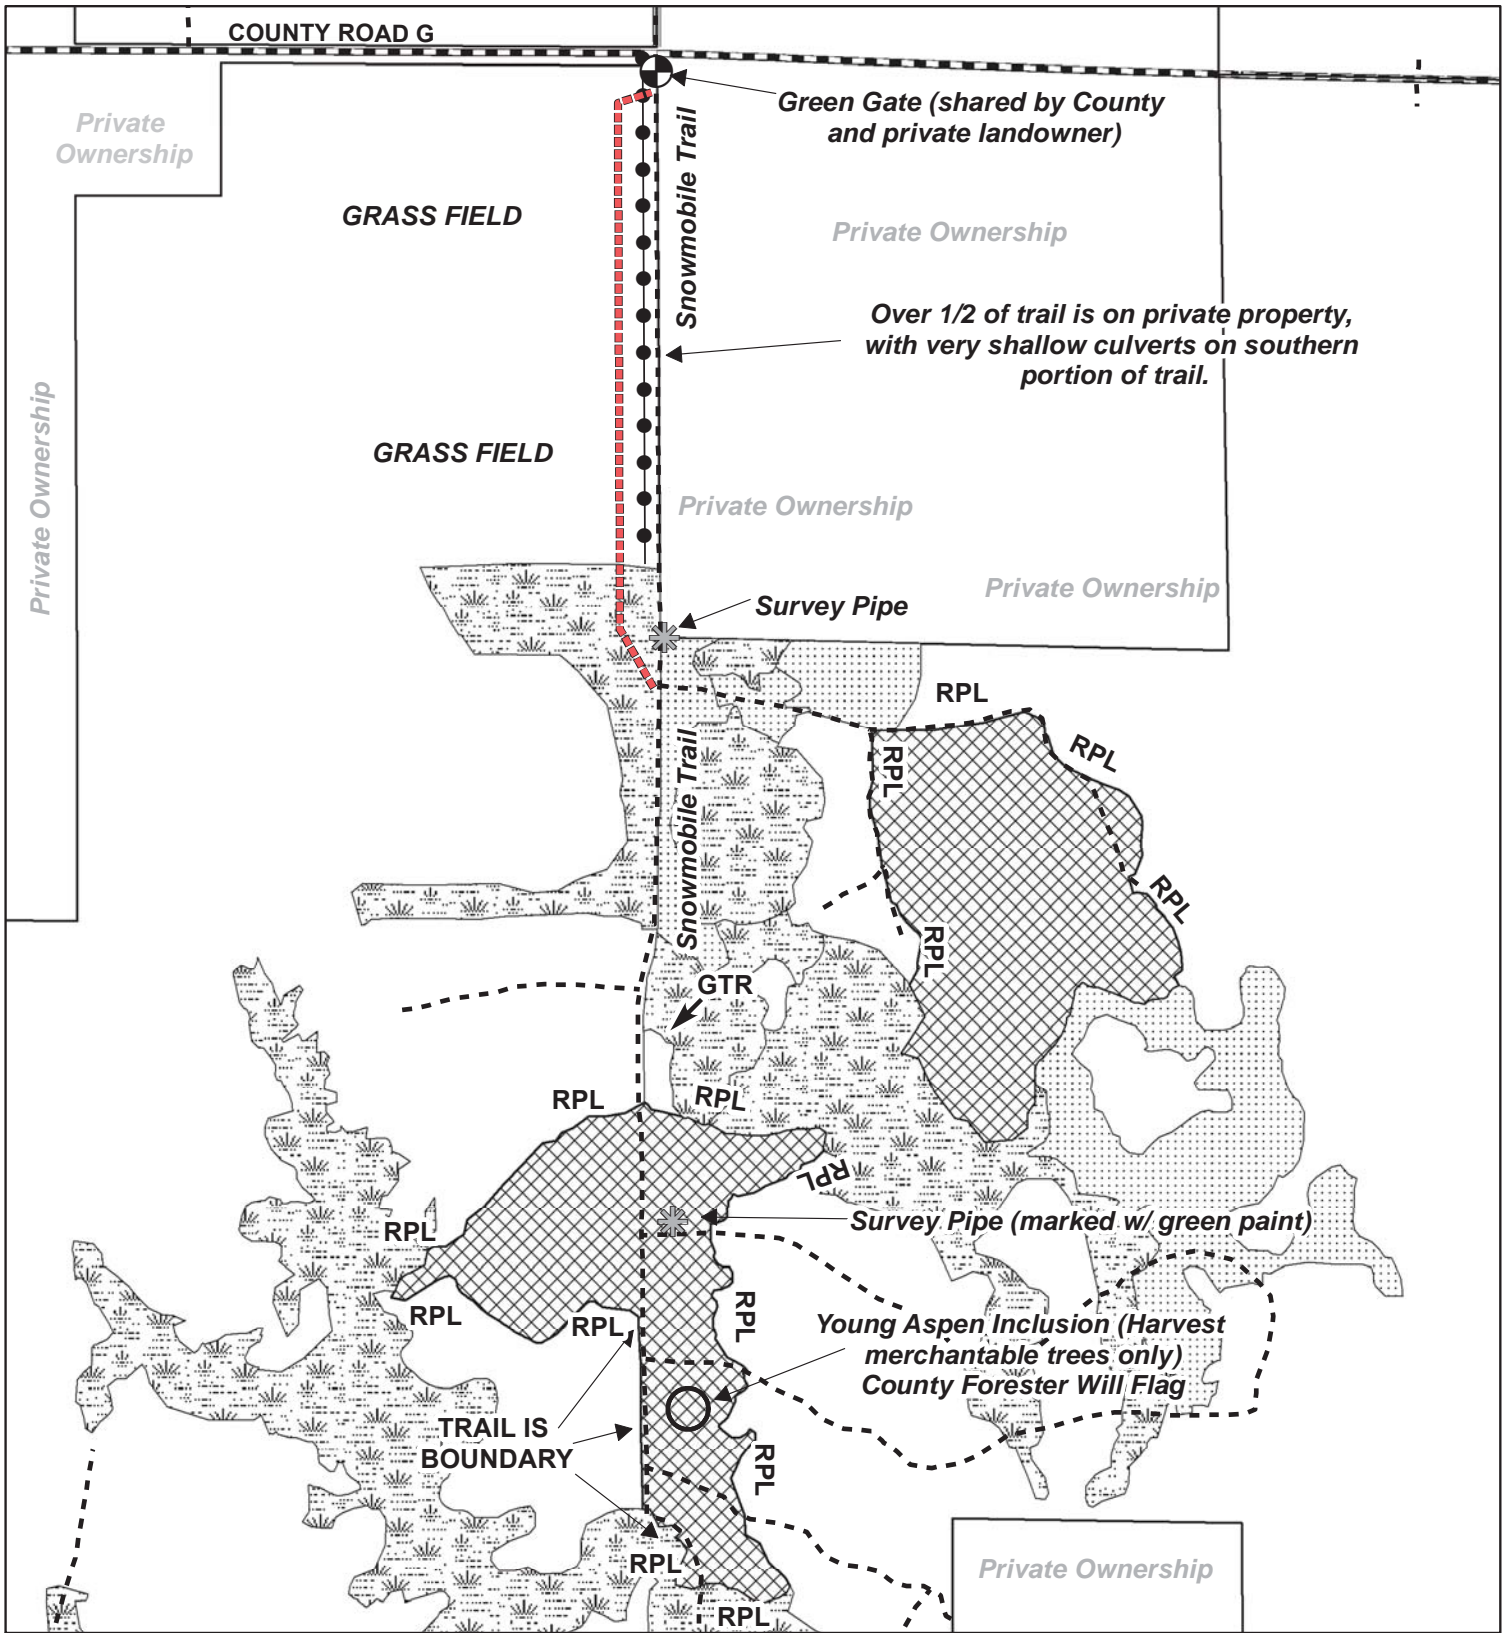 COUNTY ROAD G
Green Gate (shared by County
and private landowner)
Private
Ownership
Snowmobile Trail
GRASS FIELD
Private Ownership
Over 1/2 of trail is on private property,
with very shallow culverts on southern
portion of trail.
Private Ownership
GRASS FIELD
Private Ownership
Private Ownership
Survey Pipe
RPL
RPL
RPL
Snowmobile Trail
RPL
RPL
GTR
RPL
RPL
RPL
Survey Pipe (marked w/ green paint)
RPL
RPL
RPL
RPL
Young Aspen Inclusion (Harvest
merchantable trees only)
County Forester Will Flag
TRAIL IS
BOUNDARY
RPL
RPL
Private Ownership
RPL